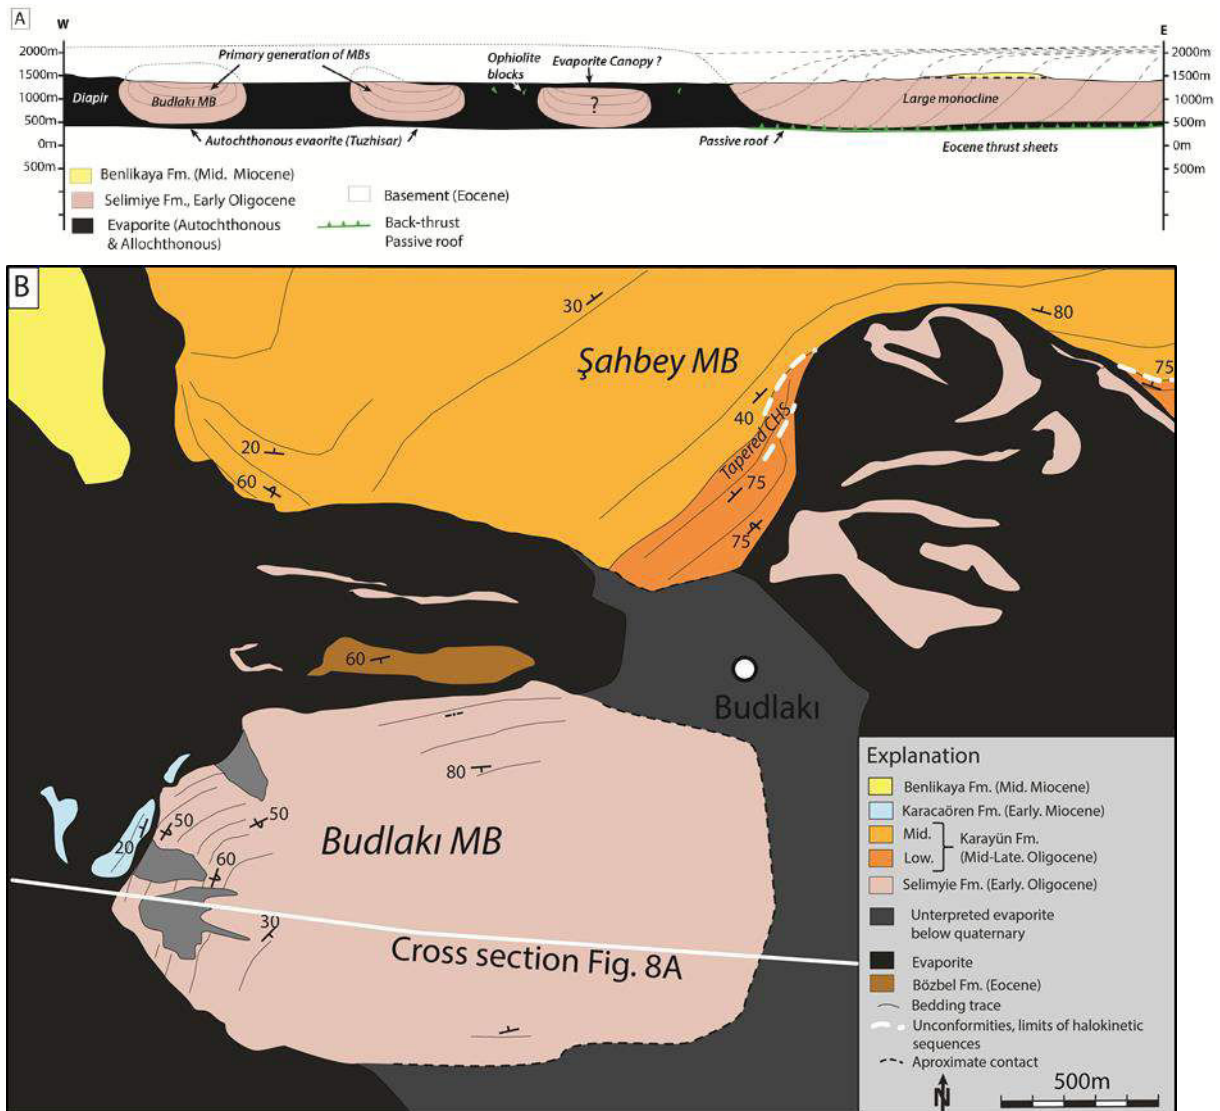 A
W
E
2000m
1500m
1000m
500m
0m
500m
Primary generation of MBs
Ophiolite
blocks
Evaporite Canopy ?
2000m
1500m
1000m
500m
0m
500m
Diapir
Budlakı MB
?
Large monocline
Autochthonous evaorite (Tuzhisar)
Passive roof
Eocene thrust sheets
Benlikaya Fm. (Mid. Miocene)
Selimiye Fm., Early Oligocene
Evaporite (Autochthonous
& Allochthonous)
Basement (Eocene)
Back-thrust
Passive roof
B
30
80
Şahbey MB
75
40
Tapered CHS
20
60
75
75
60
Budlakı
80
50
50
20
60
Budlakı MB
30
Cross section Fig. 8A
Explanation
Benlikaya Fm. (Mid. Miocene)
Karacaören Fm. (Early. Miocene)
Mid.
Low.
Karayün Fm.
(Mid-Late. Oligocene)
Selimyie Fm. (Early. Oligocene)
Unterpreted evaporite
below quaternary
Evaporite
Bözbel Fm. (Eocene)
Bedding trace
Unconformities, limits of halokinetic
sequences
Aproximate contact
N
500m